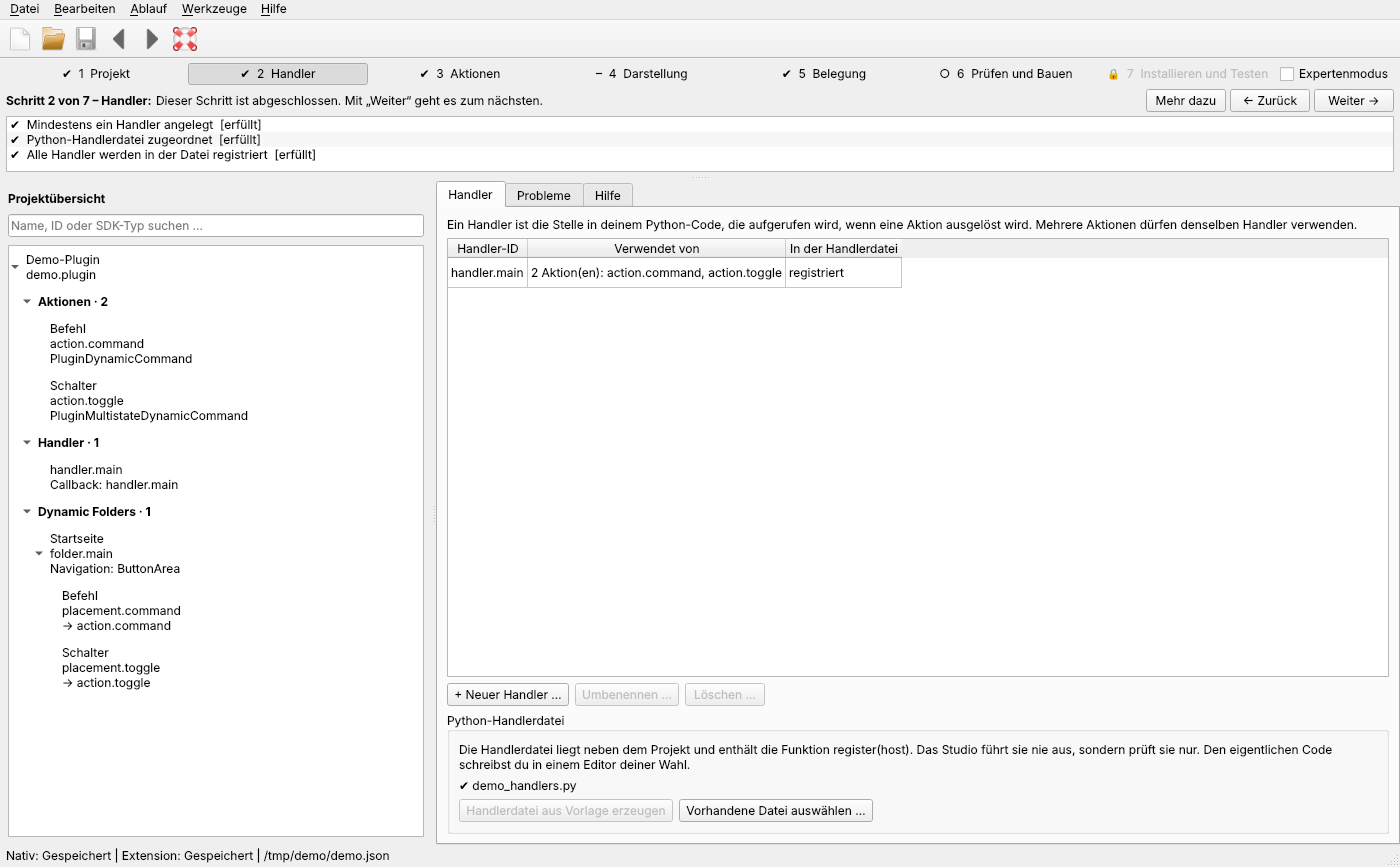 Datei Bearbeiten Ablauf Werkzeuge Hilfe
✔ 1 Projekt ✔ 2 Handler ✔ 3 Aktionen – 4 Darstellung ✔ 5 Belegung ○ 6 Prüfen und Bauen 🔒 7 Installieren und Testen Expertenmodus
Schritt 2 von 7 – Handler: Dieser Schritt ist abgeschlossen. Mit „Weiter“ geht es zum nächsten. Mehr dazu ← Zurück Weiter →
✔ Mindestens ein Handler angelegt [erfüllt]
✔ Python-Handlerdatei zugeordnet [erfüllt]
✔ Alle Handler werden in der Datei registriert [erfüllt]
Projektübersicht
Name, ID oder SDK-Typ suchen ...
Demo-Plugin
demo.plugin
Aktionen · 2
Befehl
action.command
PluginDynamicCommand
Schalter
action.toggle
PluginMultistateDynamicCommand
Handler · 1
handler.main
Callback: handler.main
Dynamic Folders · 1
Startseite
folder.main
Navigation: ButtonArea
Befehl
placement.command
→ action.command
Schalter
placement.toggle
→ action.toggle
Handler Probleme Hilfe
Ein Handler ist die Stelle in deinem Python-Code, die aufgerufen wird, wenn eine Aktion ausgelöst wird. Mehrere Aktionen dürfen denselben Handler verwenden.
Handler-ID Verwendet von In der Handlerdatei
handler.main 2 Aktion(en): action.command, action.toggle registriert
+ Neuer Handler ... Umbenennen ... Löschen ...
Python-Handlerdatei
Die Handlerdatei liegt neben dem Projekt und enthält die Funktion register(host). Das Studio führt sie nie aus, sondern prüft sie nur. Den eigentlichen Code
schreibst du in einem Editor deiner Wahl.
✔ demo_handlers.py
Handlerdatei aus Vorlage erzeugen Vorhandene Datei auswählen ...
Nativ: Gespeichert | Extension: Gespeichert | /tmp/demo/demo.json